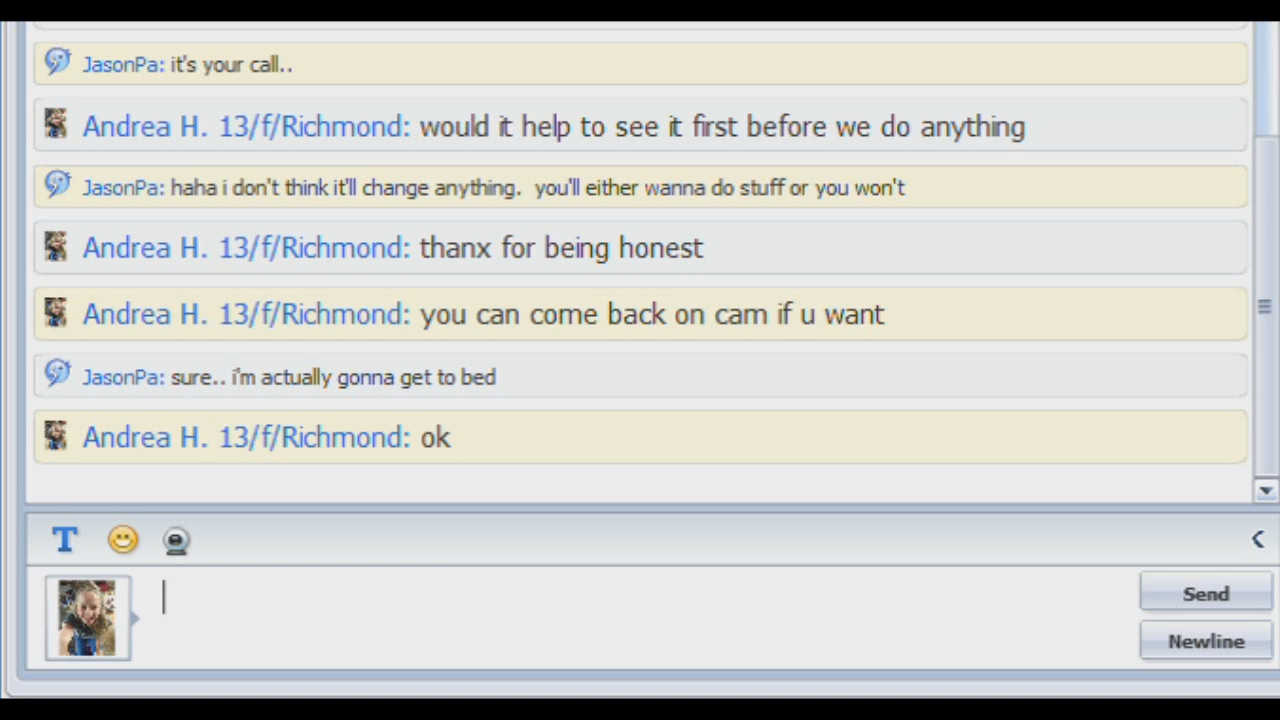 JasonPa: it's your call..
Andrea H. 13/f/Richmond: would it help to see it first before we do anything
JasonPa: haha i don't think it'll change anything. you'll either wanna do stuff or you won't
Andrea H. 13/f/Richmond: thanx for being honest
Andrea H. 13/f/Richmond: you can come back on cam if u want
JasonPa: sure.. i'm actually gonna get to bed
Andrea H. 13/f/Richmond: ok
T
Send
Newline